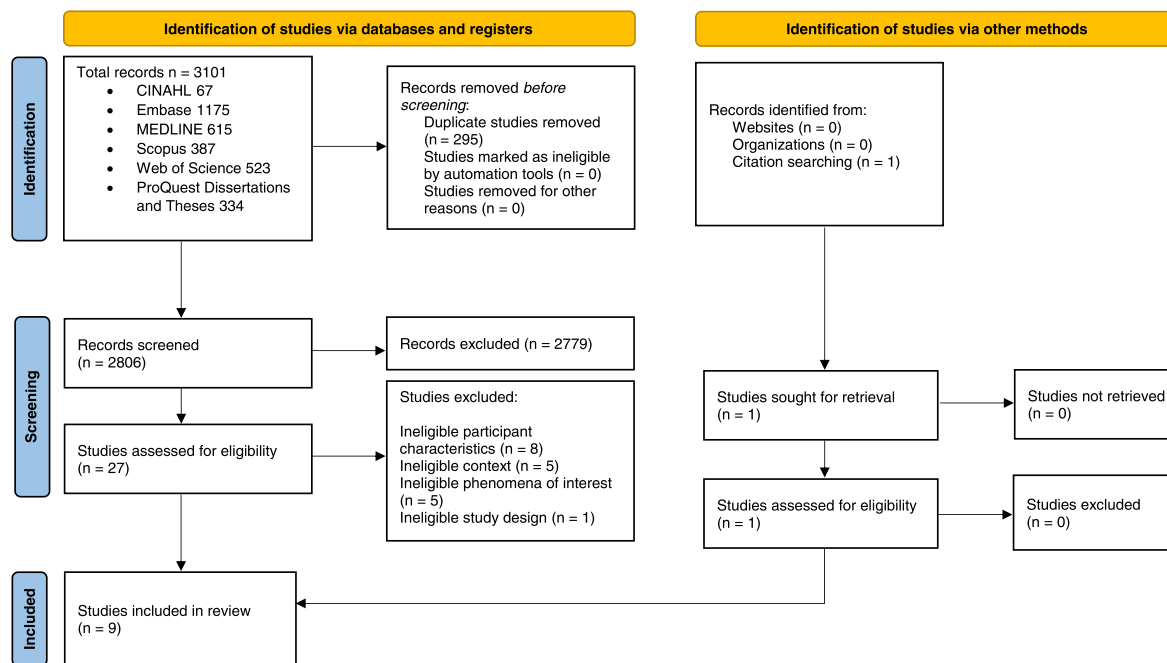 Identification of studies via databases and registers
Identification of studies via other methods
Identification
Total records n = 3101
• CINAHL 67
• Embase 1175
• MEDLINE 615
• Scopus 387
• Web of Science 523
• ProQuest Dissertations
and Theses 334
Records removed before
screening:
Duplicate studies removed
(n = 295)
Studies marked as ineligible
by automation tools (n = 0)
Studies removed for other
reasons (n = 0)
Records identified from:
Websites (n = 0)
Organizations (n = 0)
Citation searching (n = 1)
Screening
Records screened
(n = 2806)
Records excluded (n = 2779)
Studies assessed for eligibility
(n = 27)
Studies excluded:
Ineligible participant
characteristics (n = 8)
Ineligible context (n = 5)
Ineligible phenomena of interest
(n = 5)
Ineligible study design (n = 1)
Studies sought for retrieval
(n = 1)
Studies not retrieved
(n = 0)
Studies assessed for eligibility
(n = 1)
Studies excluded
(n = 0)
Included
Studies included in review
(n = 9)